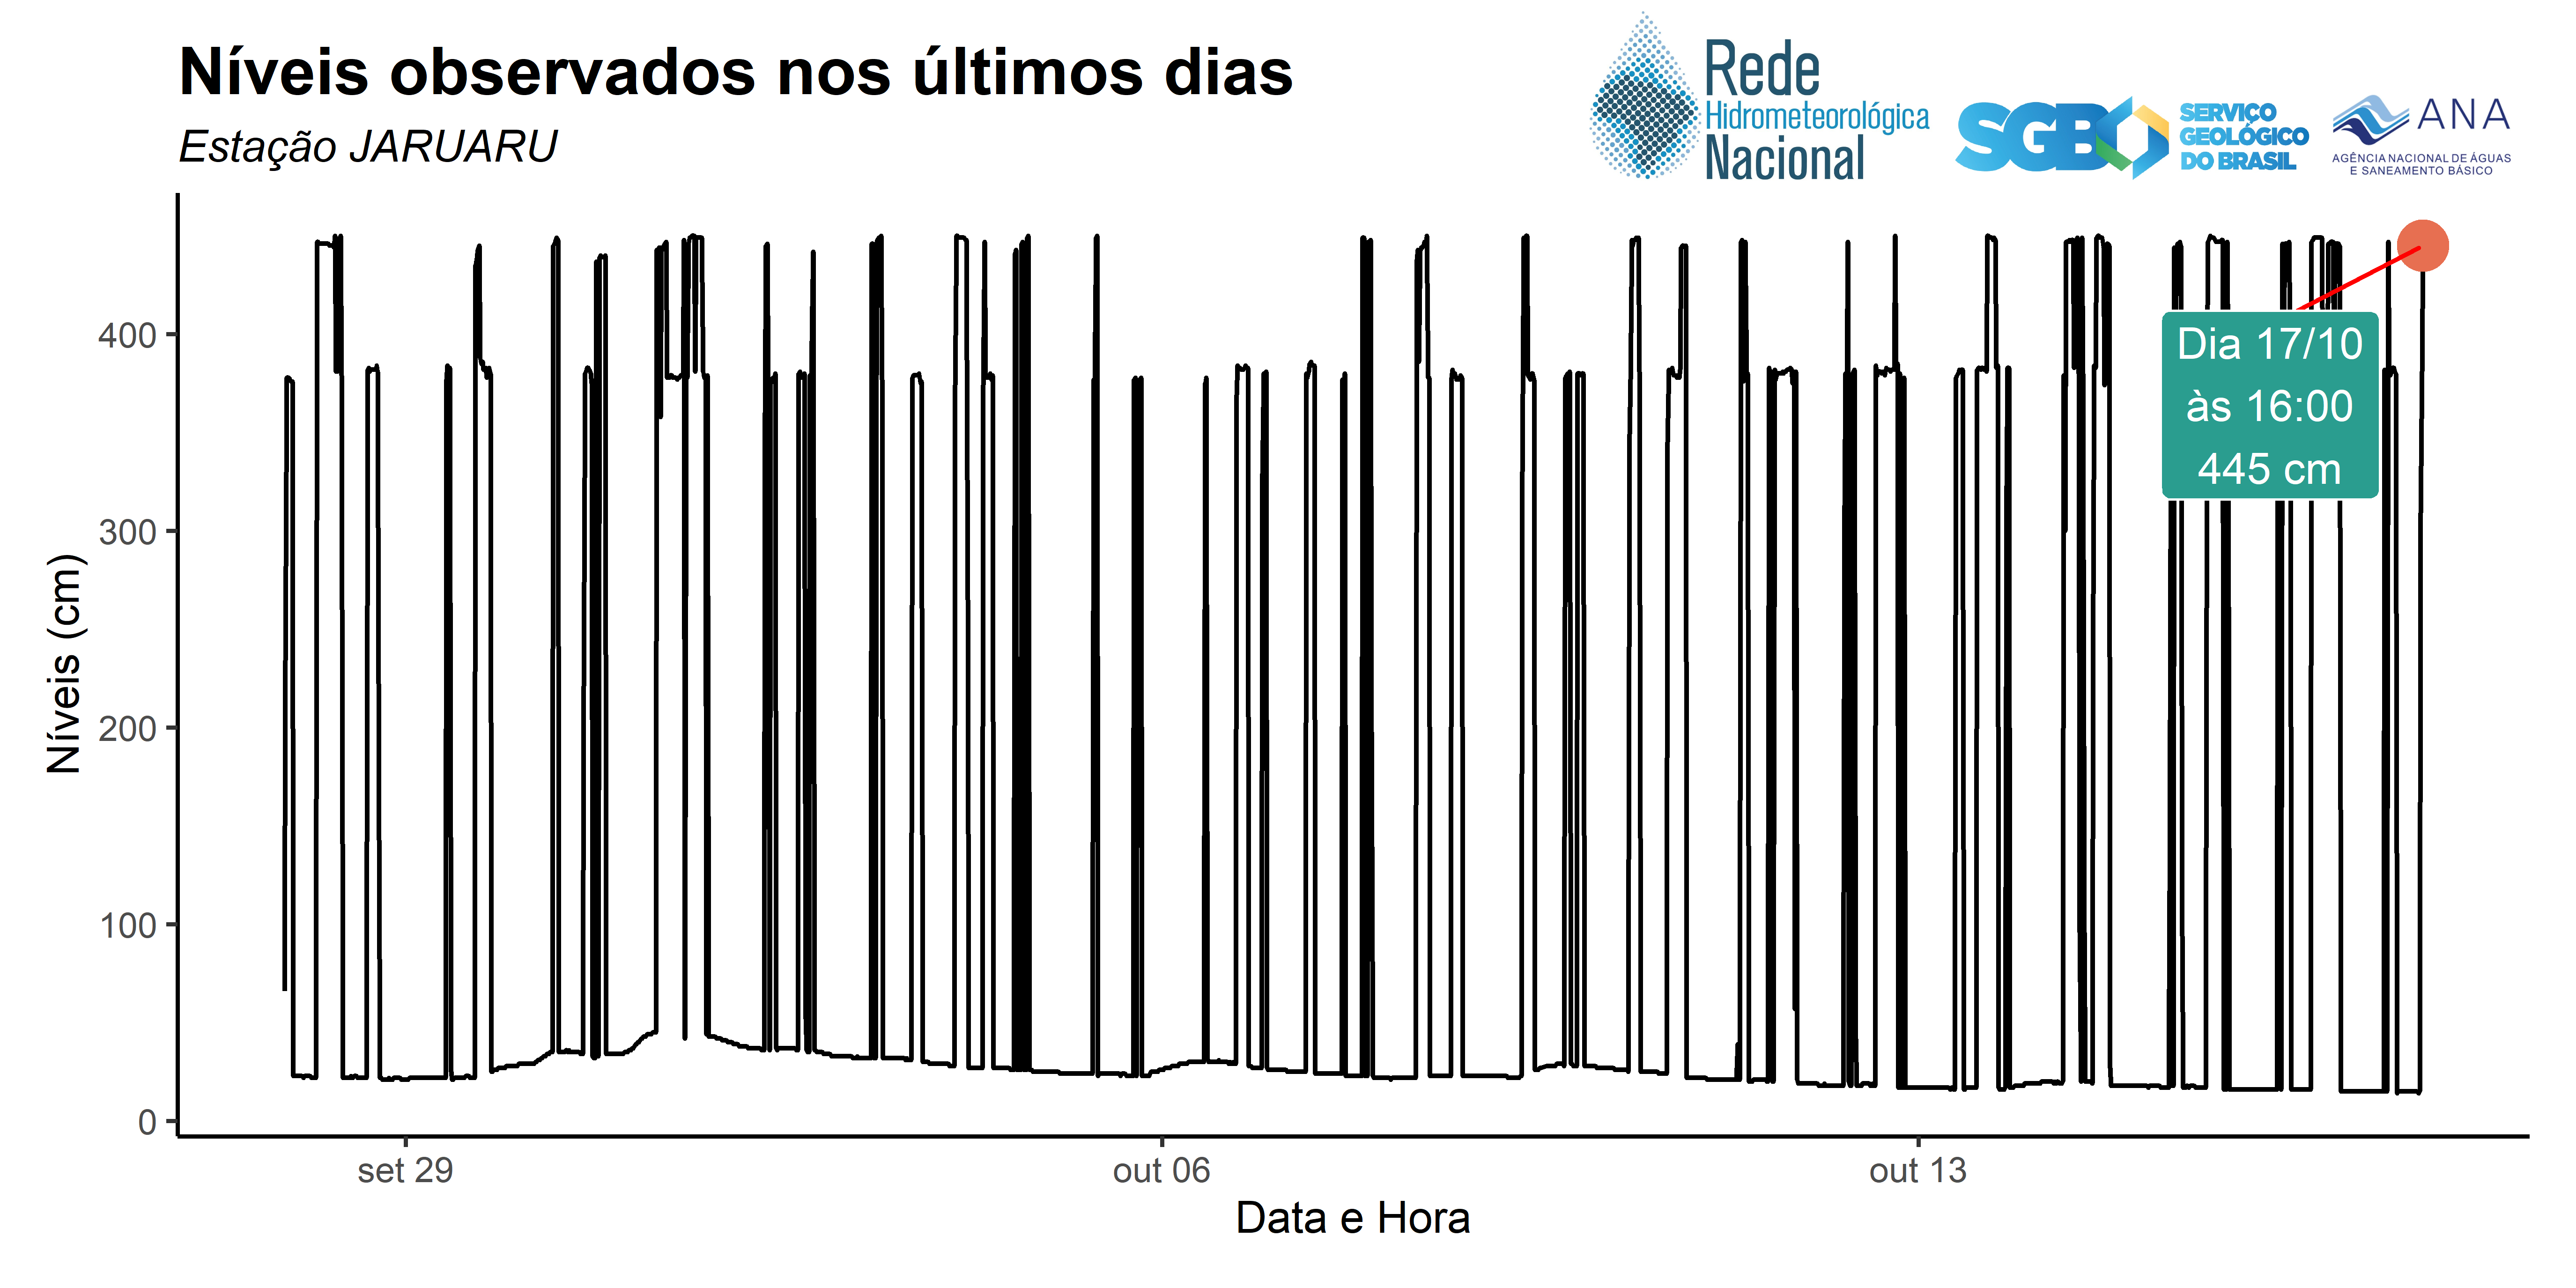 Níveis observados nos últimos dias
Estação JARUARU
Rede
Hidrometeorológica
Nacional
SGB
SERVIÇO
GEOLÓGICO
DO BRASIL
ANA
AGÊNCIA NACIONAL DE ÁGUAS
E SANEAMENTO BÁSICO
Níveis (cm)
400
300
200
100
0
Dia 17/10
às 16:00
445 cm
set 29
out 06
out 13
Data e Hora